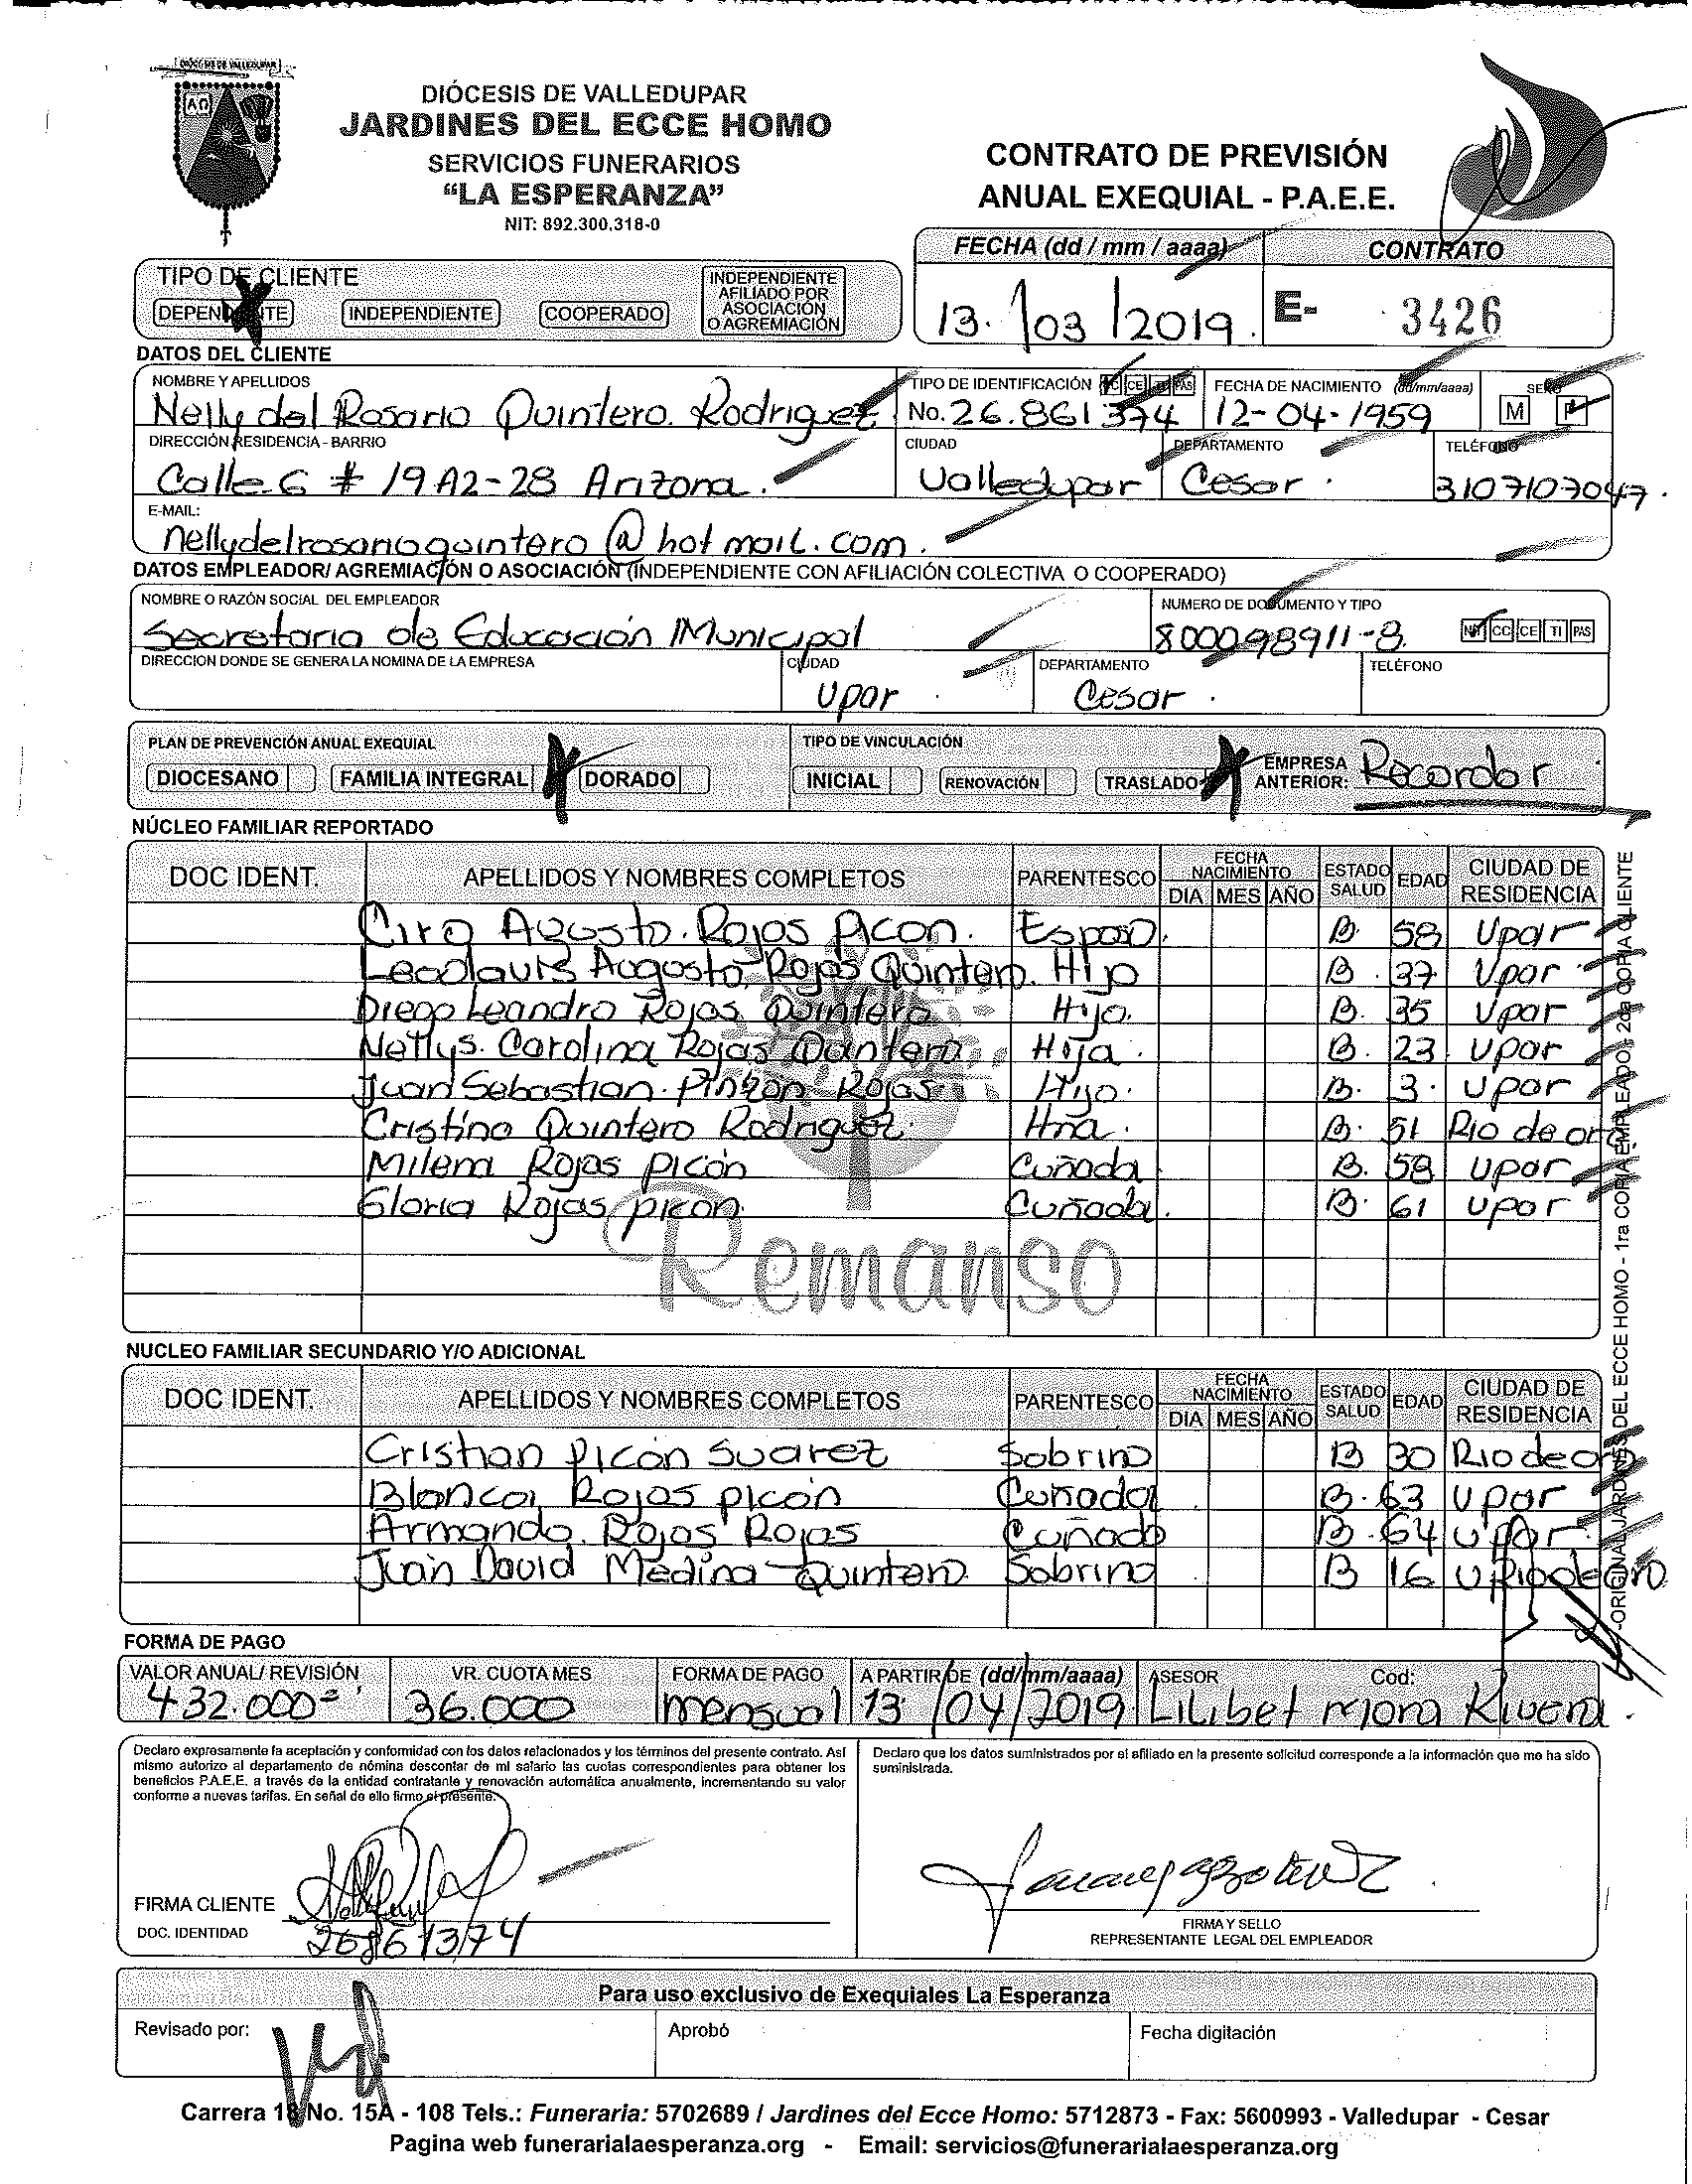 DIÓCESIS DE VALLEDUPAR
DIÓCESIS DE VALLEDUPAR
JARDINES DEL ECCE HOMO
SERVICIOS FUNERARIOS
“LA ESPERANZA”
NIT: 892.300.318-0
CONTRATO DE PREVISIÓN
ANUAL EXEQUIAL - P.A.E.E.
FECHA (dd / mm / aaaa) CONTRATO
13. /03 /2019. E- 3426
TIPO DE CLIENTE
DEPENDIENTE INDEPENDIENTE COOPERADO INDEPENDIENTE AFILIADO POR ASOCIACIÓN O AGREMIACIÓN
DATOS DEL CLIENTE
NOMBRE Y APELLIDOS TIPO DE IDENTIFICACIÓN CC CE TI PAS FECHA DE NACIMIENTO (dd/mm/aaaa) SEXO
Nelly del Rosario Quintero. Rodriguez No. 26.861374 12-04-1959 M F
DIRECCIÓN RESIDENCIA - BARRIO CIUDAD DEPARTAMENTO TELÉFONO
Calle 6 # 19A2-28 Arizona. Valledupar Cesar. 3107107047.
E-MAIL:
nellydelrosarioquintero@hotmail.com.
DATOS EMPLEADOR/ AGREMIACIÓN O ASOCIACIÓN (INDEPENDIENTE CON AFILIACIÓN COLECTIVA O COOPERADO)
NOMBRE O RAZÓN SOCIAL DEL EMPLEADOR NUMERO DE DOCUMENTO Y TIPO
Secretaria de Educación Municipal 800098911-8. NIT CC CE TI PAS
DIRECCION DONDE SE GENERA LA NOMINA DE LA EMPRESA CIUDAD DEPARTAMENTO TELÉFONO
Upar Cesar.
PLAN DE PREVENCIÓN ANUAL EXEQUIAL TIPO DE VINCULACIÓN
DIOCESANO FAMILIA INTEGRAL DORADO INICIAL RENOVACIÓN TRASLADO EMPRESA ANTERIOR: Recordar
NÚCLEO FAMILIAR REPORTADO
DOC IDENT. APELLIDOS Y NOMBRES COMPLETOS PARENTESCO FECHA NACIMIENTO DIA MES AÑO ESTADO SALUD EDAD CIUDAD DE RESIDENCIA
Ciro Agusto. Rojas Picon. Esposo. B. 58 Upar
Leodauis Augosto, Rojas Quintero. Hijo B. 37 Upar
Diego Leandro Rojas Quintero Hijo. B. 35 Upar
Nellys. Carolina Rojas Quintero Hija. B. 23 Upar
Juan Sebastian. Pinzon Rojas Hijo. B. 3. Upar
Cristina Quintero Rodriguez. Hna. B. 51 Rio de oro.
Milena Rojas picón Cuñada B. 58 Upar
Gloria Rojas picon. Cuñada. B. 61 Upar
Remanso
NUCLEO FAMILIAR SECUNDARIO Y/O ADICIONAL
DOC IDENT. APELLIDOS Y NOMBRES COMPLETOS PARENTESCO FECHA NACIMIENTO DIA MES AÑO ESTADO SALUD EDAD CIUDAD DE RESIDENCIA
Cristian Picón Suarez Sobrino B 30 Rio de oro
Blanca Rojas picón Cuñada B. 63 Upar
Armando. Rojas Rojas Cuñado B. 64 Upar.
Juan David Medina Quintero Sobrino B 16 U Rio de oro
-ORIGINAL JARDINES DEL ECCE HOMO - 1ra COPIA EMPLEADOR 2da COPIA CLIENTE
FORMA DE PAGO
VALOR ANUAL/ REVISIÓN VR. CUOTA MES FORMA DE PAGO A PARTIR DE (dd/mm/aaaa) ASESOR Cod:
432.000= 36.000 mensual 13 /04/2019 Lilibet Mora Rivera.
Declaro expresamente la aceptación y conformidad con los datos relacionados y los términos del presente contrato. Así
mismo autorizo al departamento de nómina descontar de mi salario las cuotas correspondientes para obtener los
beneficios P.A.E.E. a través de la entidad contratante y renovación automática anualmente, incrementando su valor
conforme a nuevas tarifas. En señal de ello firmo el presente.
Declaro que los datos suministrados por el afiliado en la presente solicitud corresponde a la información que me ha sido
suministrada.
FIRMA CLIENTE
DOC. IDENTIDAD 26861374
FIRMA Y SELLO
REPRESENTANTE LEGAL DEL EMPLEADOR
Para uso exclusivo de Exequiales La Esperanza
Revisado por: Aprobó Fecha digitación
Carrera 18 No. 15A - 108 Tels.: Funeraria: 5702689 / Jardines del Ecce Homo: 5712873 - Fax: 5600993 - Valledupar - Cesar
Pagina web funerarialaesperanza.org - Email: servicios@funerarialaesperanza.org